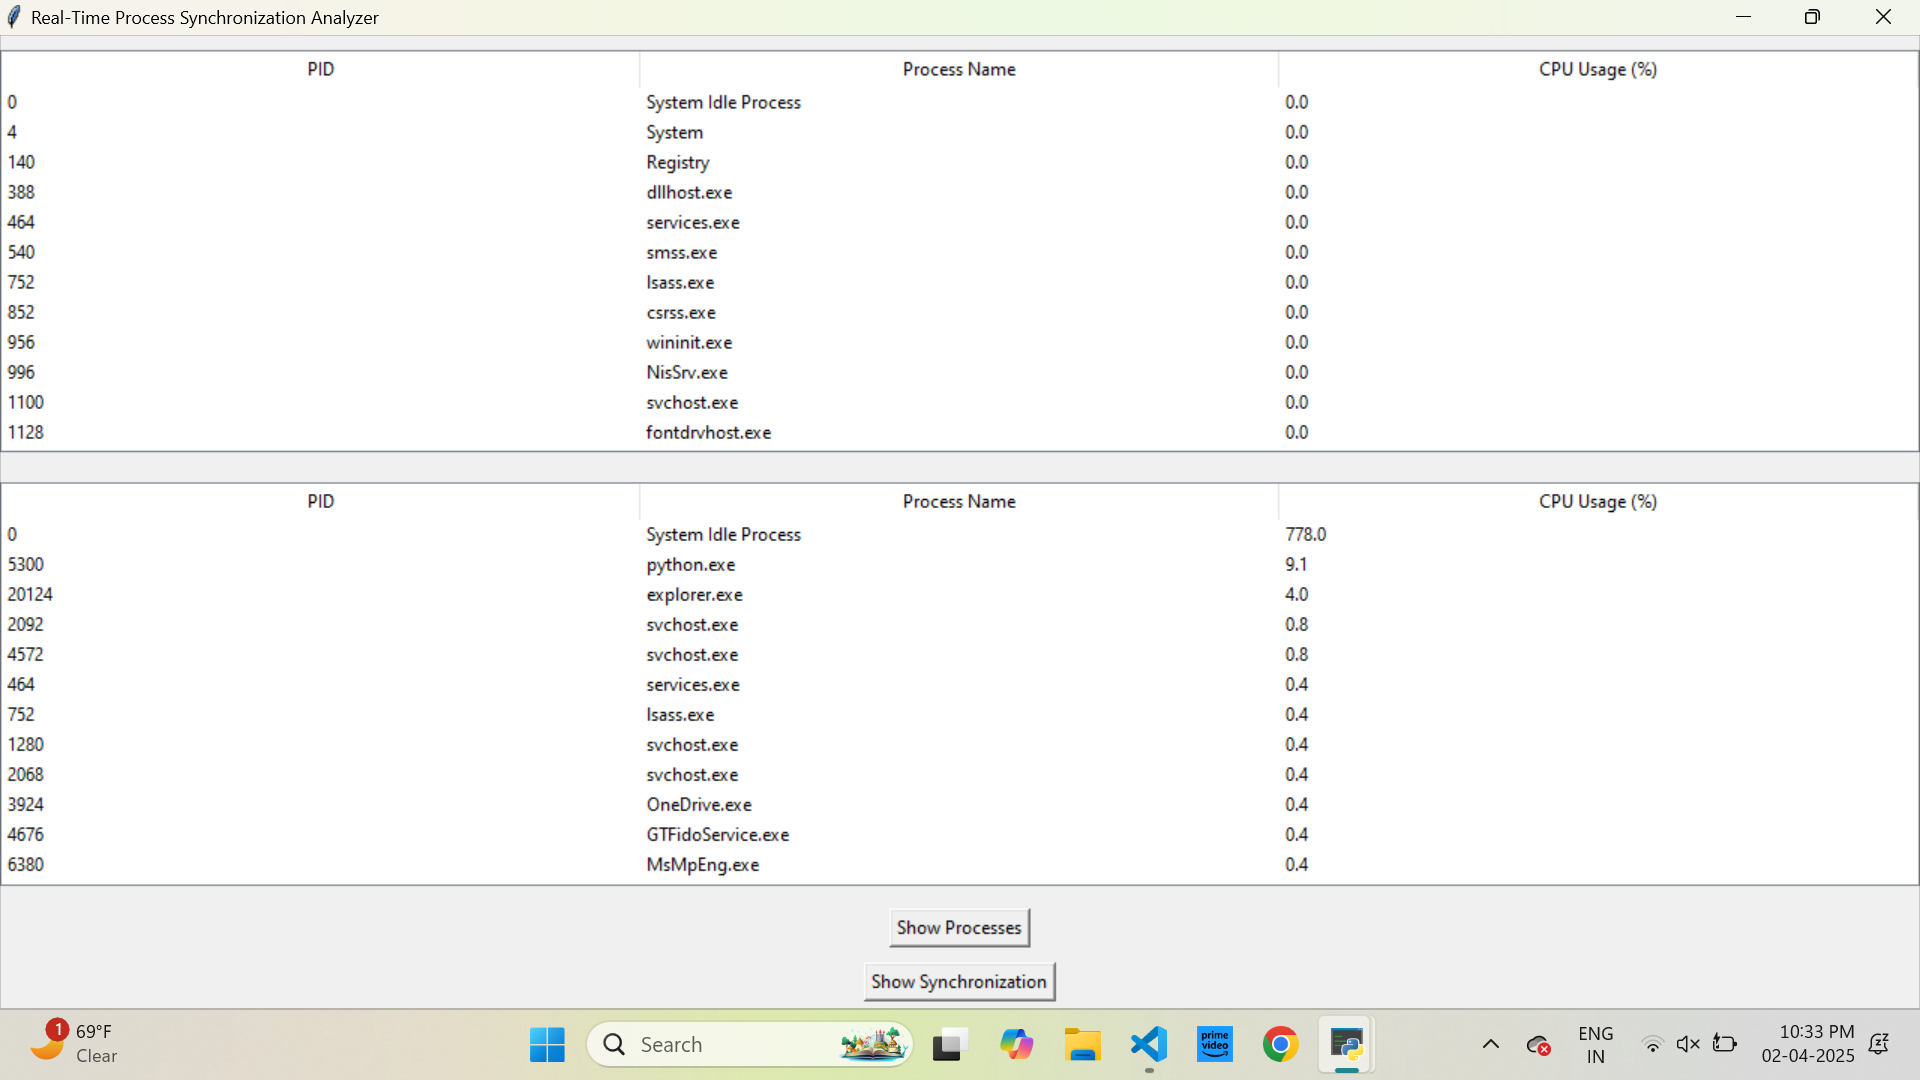 Real-Time Process Synchronization Analyzer
PID Process Name CPU Usage (%)
0 System Idle Process 0.0
4 System 0.0
140 Registry 0.0
388 dllhost.exe 0.0
464 services.exe 0.0
540 smss.exe 0.0
752 lsass.exe 0.0
852 csrss.exe 0.0
956 wininit.exe 0.0
996 NisSrv.exe 0.0
1100 svchost.exe 0.0
1128 fontdrvhost.exe 0.0
PID Process Name CPU Usage (%)
0 System Idle Process 778.0
5300 python.exe 9.1
20124 explorer.exe 4.0
2092 svchost.exe 0.8
4572 svchost.exe 0.8
464 services.exe 0.4
752 lsass.exe 0.4
1280 svchost.exe 0.4
2068 svchost.exe 0.4
3924 OneDrive.exe 0.4
4676 GTFidoService.exe 0.4
6380 MsMpEng.exe 0.4
Show Processes
Show Synchronization
1 69°F
Clear
Search
prime
video
ENG
IN
10:33 PM
02-04-2025